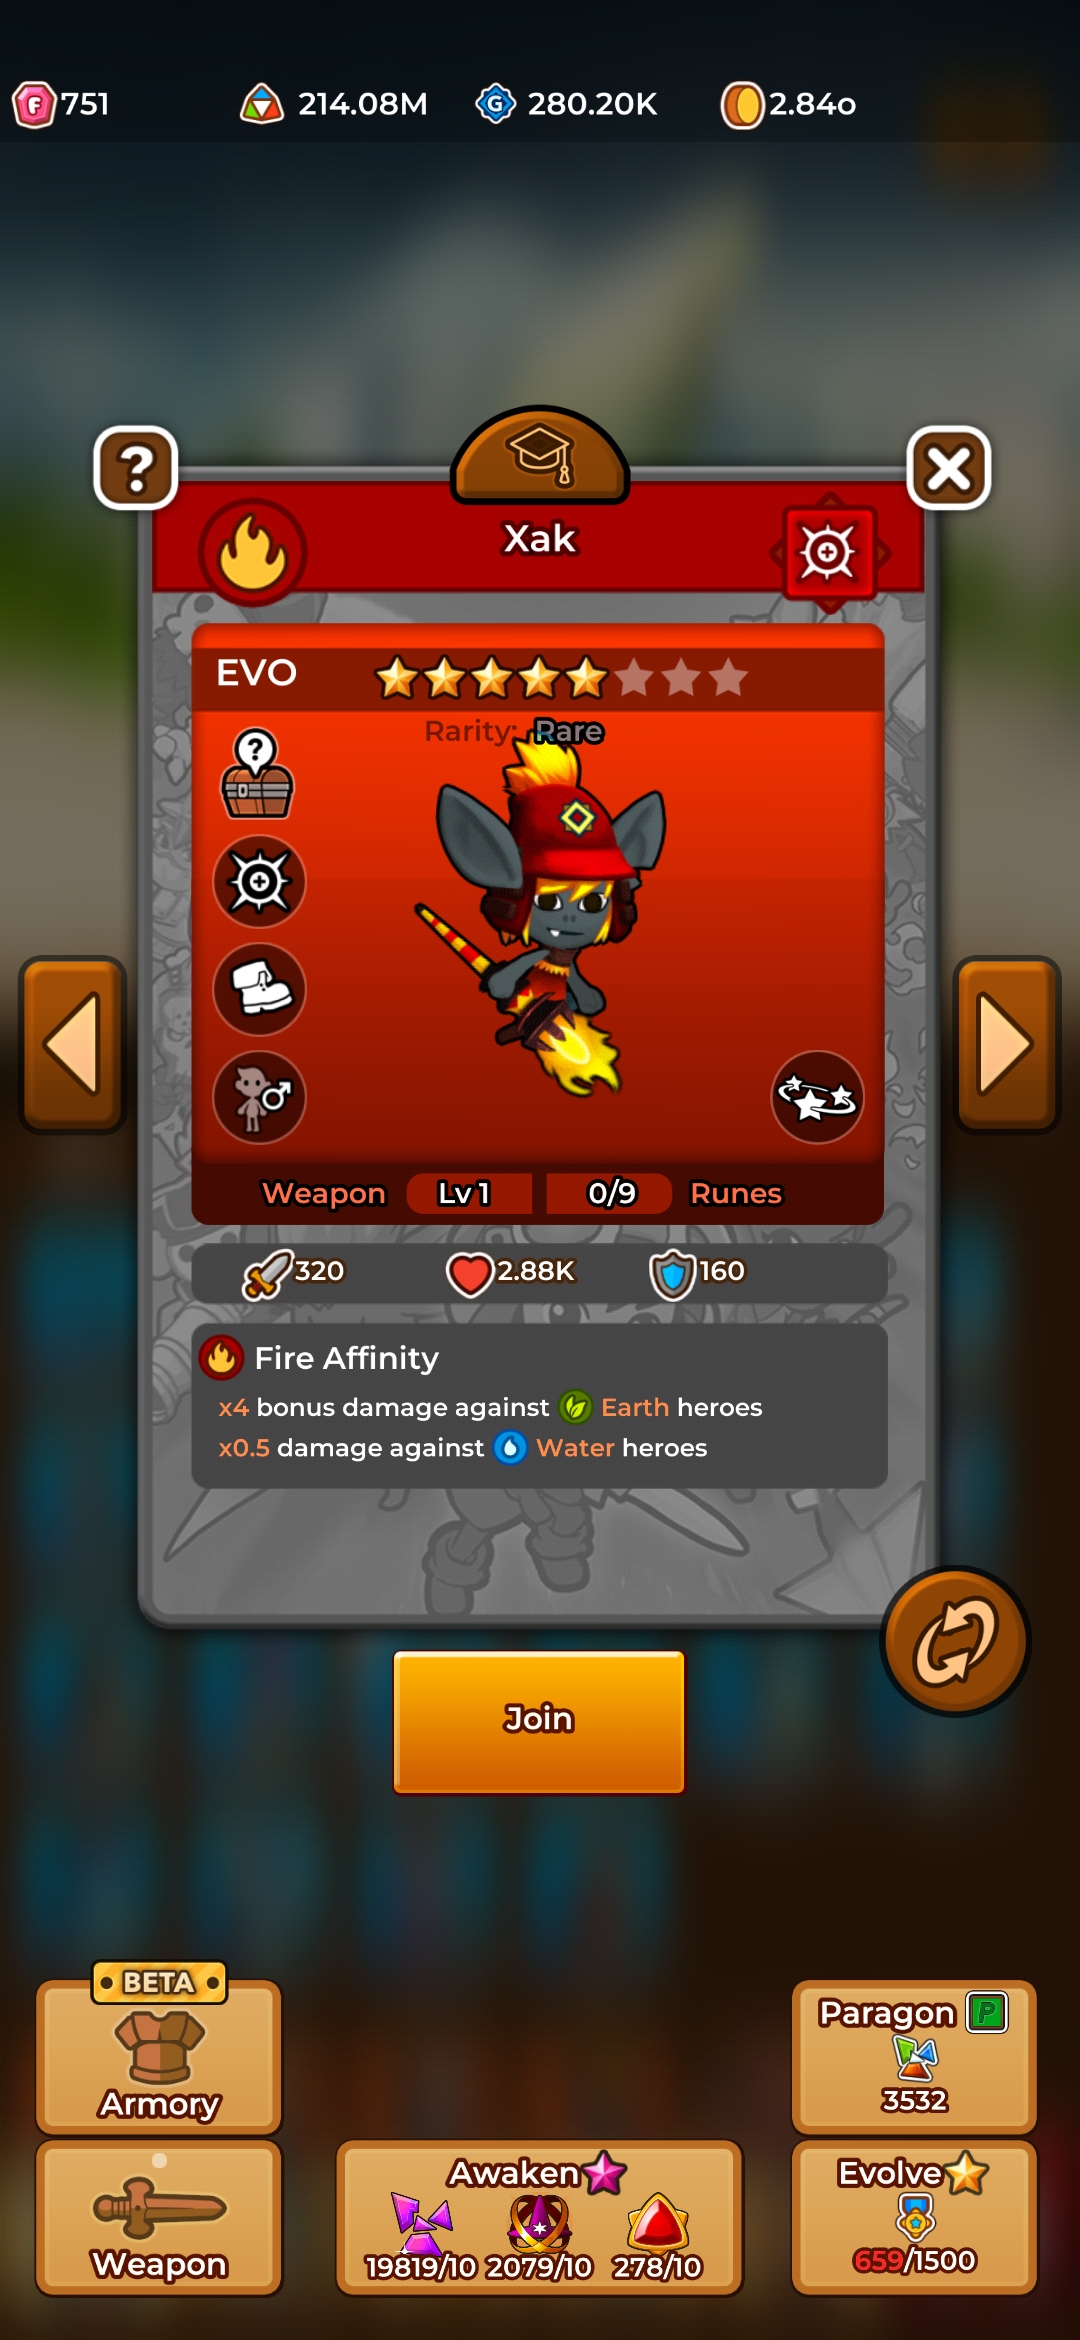 F 751 214.08M G 280.20K 2.84o
?
Xak
EVO
Rarity: Rare
?
Weapon Lv 1 0/9 Runes
320 2.88K 160
Fire Affinity
x4 bonus damage against Earth heroes
x0.5 damage against Water heroes
Join
BETA
Armory
Paragon P
3532
Weapon
Awaken
19819/10 2079/10 278/10
Evolve
659/1500